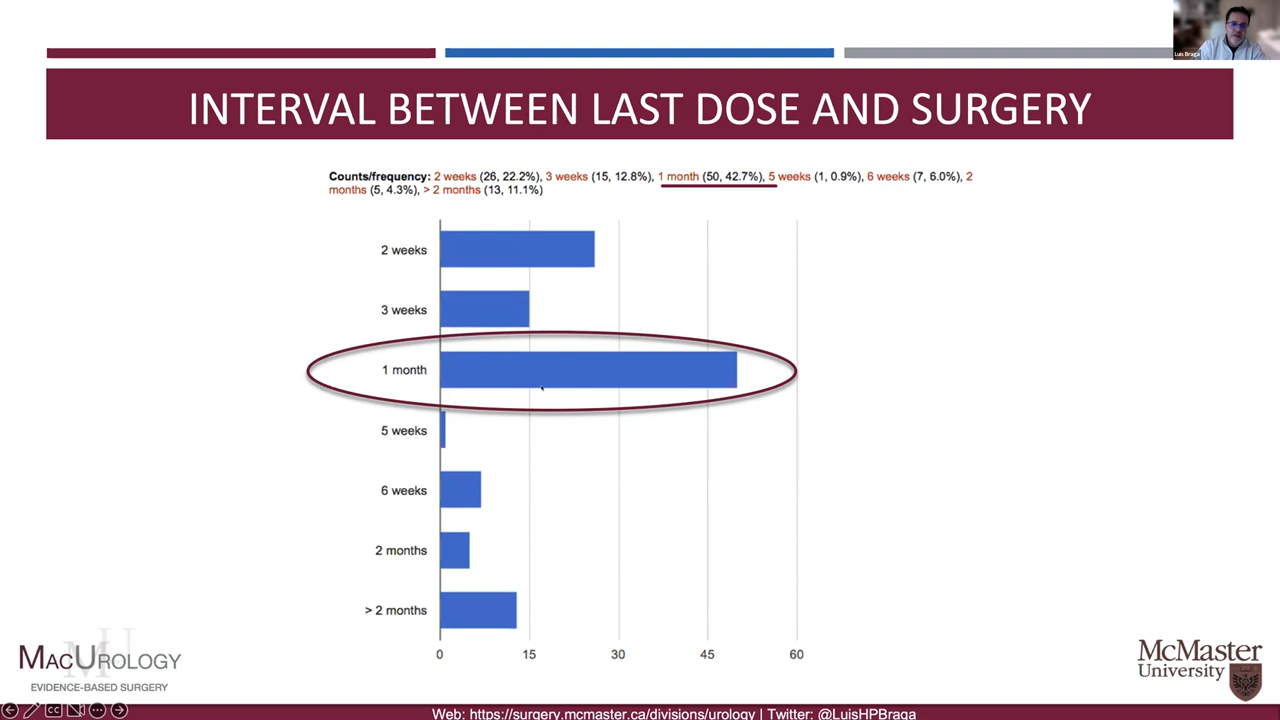 Luis Braga
INTERVAL BETWEEN LAST DOSE AND SURGERY
Counts/frequency: 2 weeks (26, 22.2%), 3 weeks (15, 12.8%), 1 month (50, 42.7%), 5 weeks (1, 0.9%), 6 weeks (7, 6.0%), 2
months (5, 4.3%), > 2 months (13, 11.1%)
2 weeks
3 weeks
1 month
5 weeks
6 weeks
2 months
> 2 months
0 15 30 45 60
MU
MACUROLOGY
EVIDENCE-BASED SURGERY
McMaster
University
CC
Web: https://surgery.mcmaster.ca/divisions/urology | Twitter: @LuisHPBraga